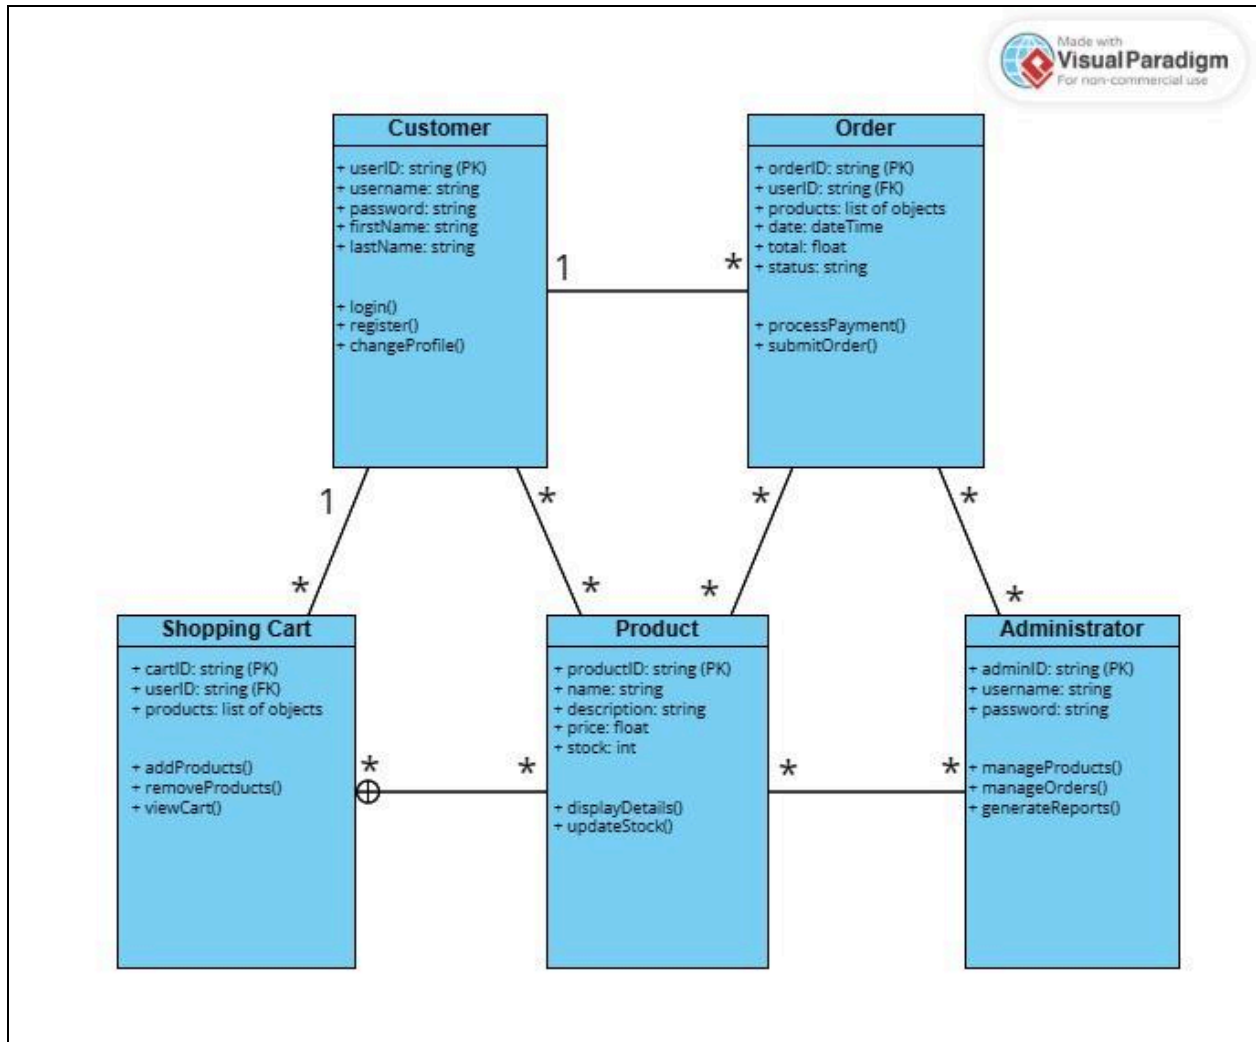 Made with
Visual Paradigm
For non-commercial use
Customer
+ userID: string (PK)
+ username: string
+ password: string
+ firstName: string
+ lastName: string
+ login()
+ register()
+ changeProfile()
Order
+ orderID: string (PK)
+ userID: string (FK)
+ products: list of objects
+ date: dateTime
+ total: float
+ status: string
+ processPayment()
+ submitOrder()
1
*
1
*
*
*
*
*
*
*
Shopping Cart
+ cartID: string (PK)
+ userID: string (FK)
+ products: list of objects
+ addProducts()
+ removeProducts()
+ viewCart()
*
*
Product
+ productID: string (PK)
+ name: string
+ description: string
+ price: float
+ stock: int
+ displayDetails()
+ updateStock()
*
*
Administrator
+ adminID: string (PK)
+ username: string
+ password: string
+ manageProducts()
+ manageOrders()
+ generateReports()